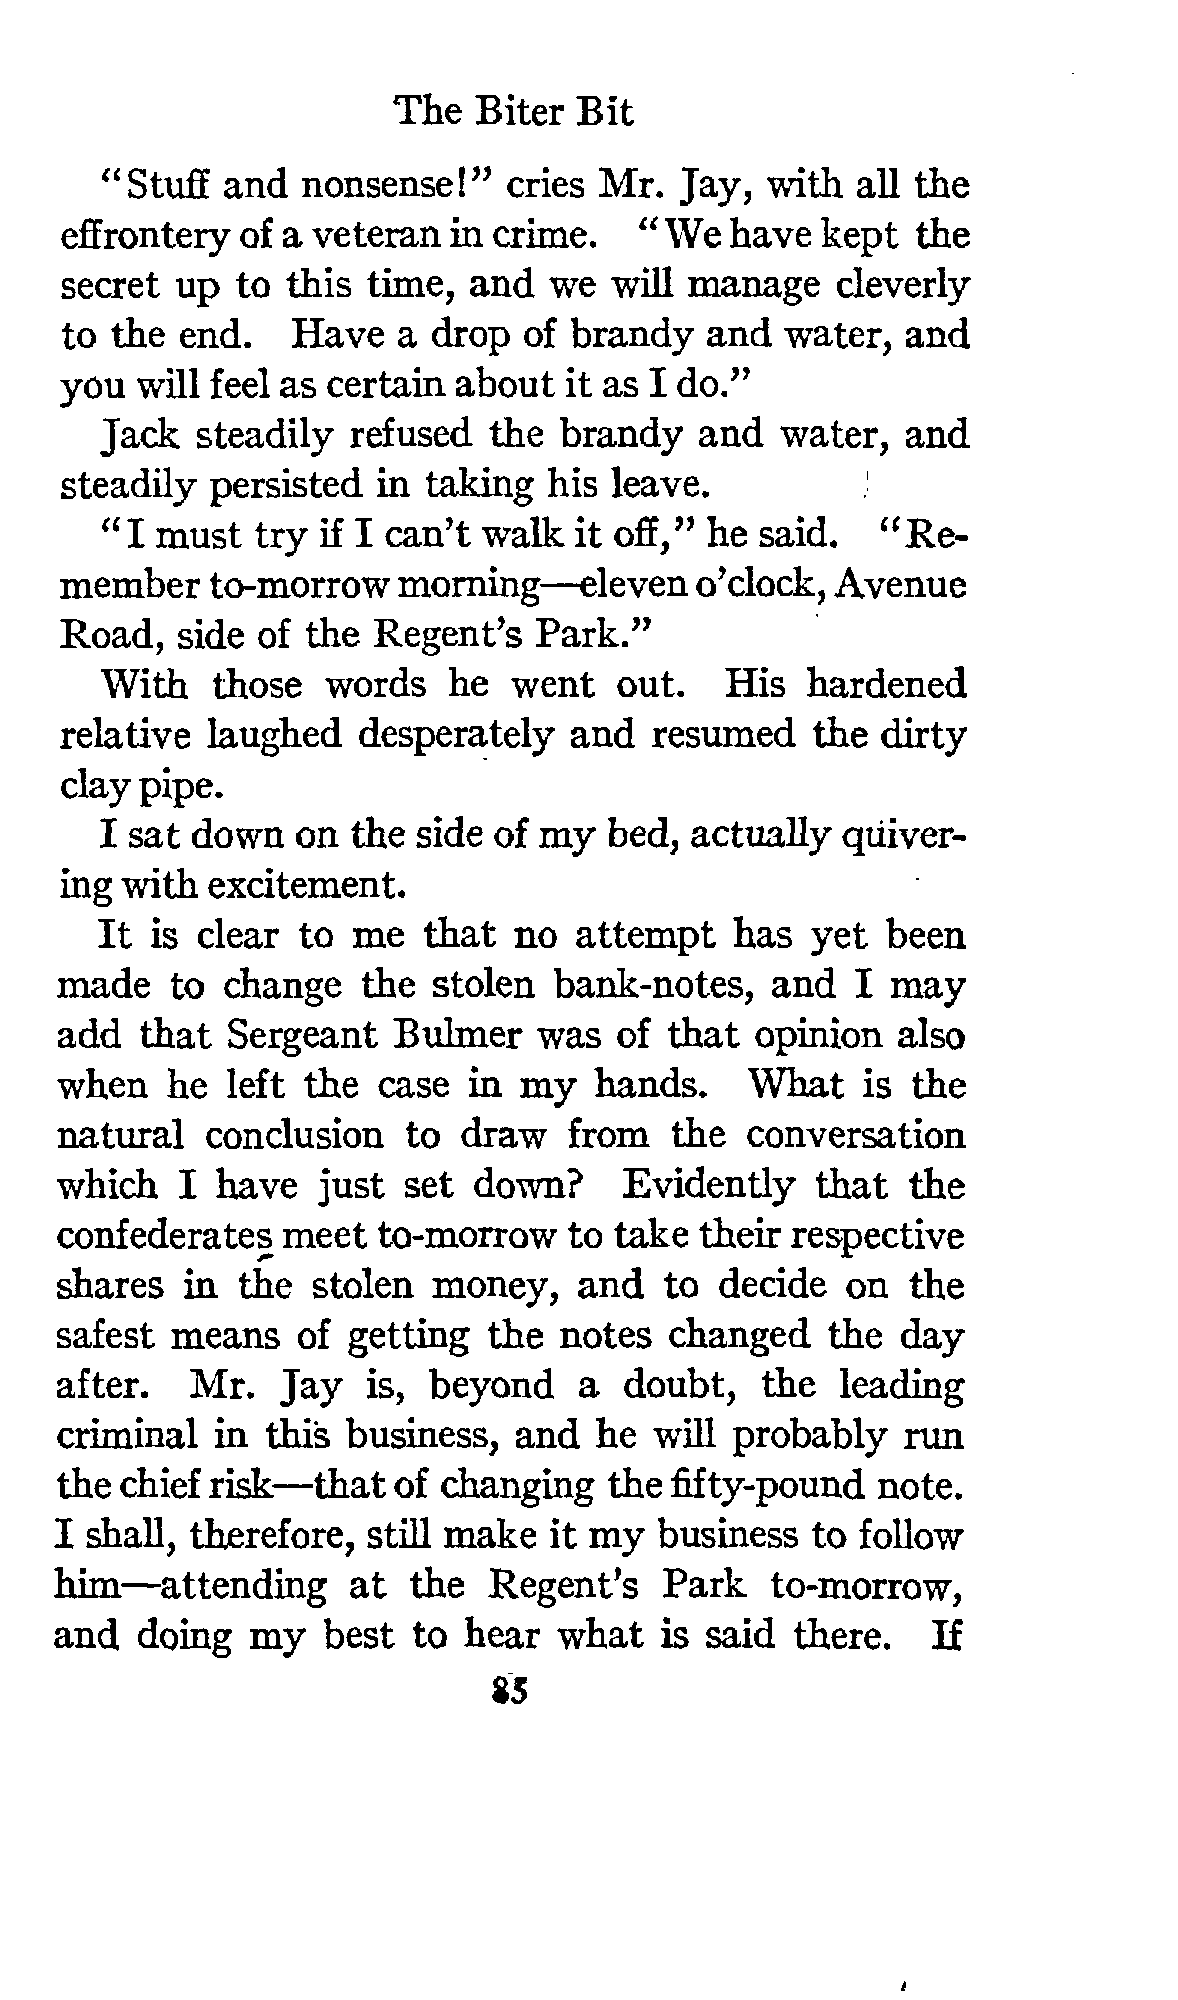 The Biter Bit
"Stuff and nonsense!" cries Mr. Jay, with all the
effrontery of a veteran in crime. "We have kept the
secret up to this time, and we will manage cleverly
to the end. Have a drop of brandy and water, and
you will feel as certain about it as I do."
Jack steadily refused the brandy and water, and
steadily persisted in taking his leave.
"I must try if I can't walk it off," he said. "Re-
member to-morrow morning—eleven o'clock, Avenue
Road, side of the Regent's Park."
With those words he went out. His hardened
relative laughed desperately and resumed the dirty
clay pipe.
I sat down on the side of my bed, actually quiver-
ing with excitement.
It is clear to me that no attempt has yet been
made to change the stolen bank-notes, and I may
add that Sergeant Bulmer was of that opinion also
when he left the case in my hands. What is the
natural conclusion to draw from the conversation
which I have just set down? Evidently that the
confederates meet to-morrow to take their respective
shares in the stolen money, and to decide on the
safest means of getting the notes changed the day
after. Mr. Jay is, beyond a doubt, the leading
criminal in this business, and he will probably run
the chief risk—that of changing the fifty-pound note.
I shall, therefore, still make it my business to follow
him—attending at the Regent's Park to-morrow,
and doing my best to hear what is said there. If
85